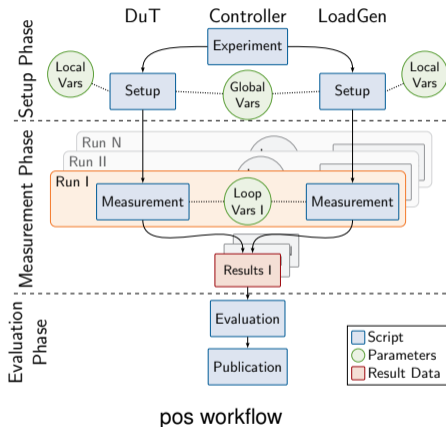 DuT Controller LoadGen
Setup Phase
Experiment
Local
Vars
Setup
Global
Vars
Setup
Local
Vars
Measurement Phase
Run N
Run II
Run I
Measurement
Loop
Vars I
Measurement
Results I
Evaluation
Phase
Evaluation
Publication
Script
Parameters
Result Data
pos workflow